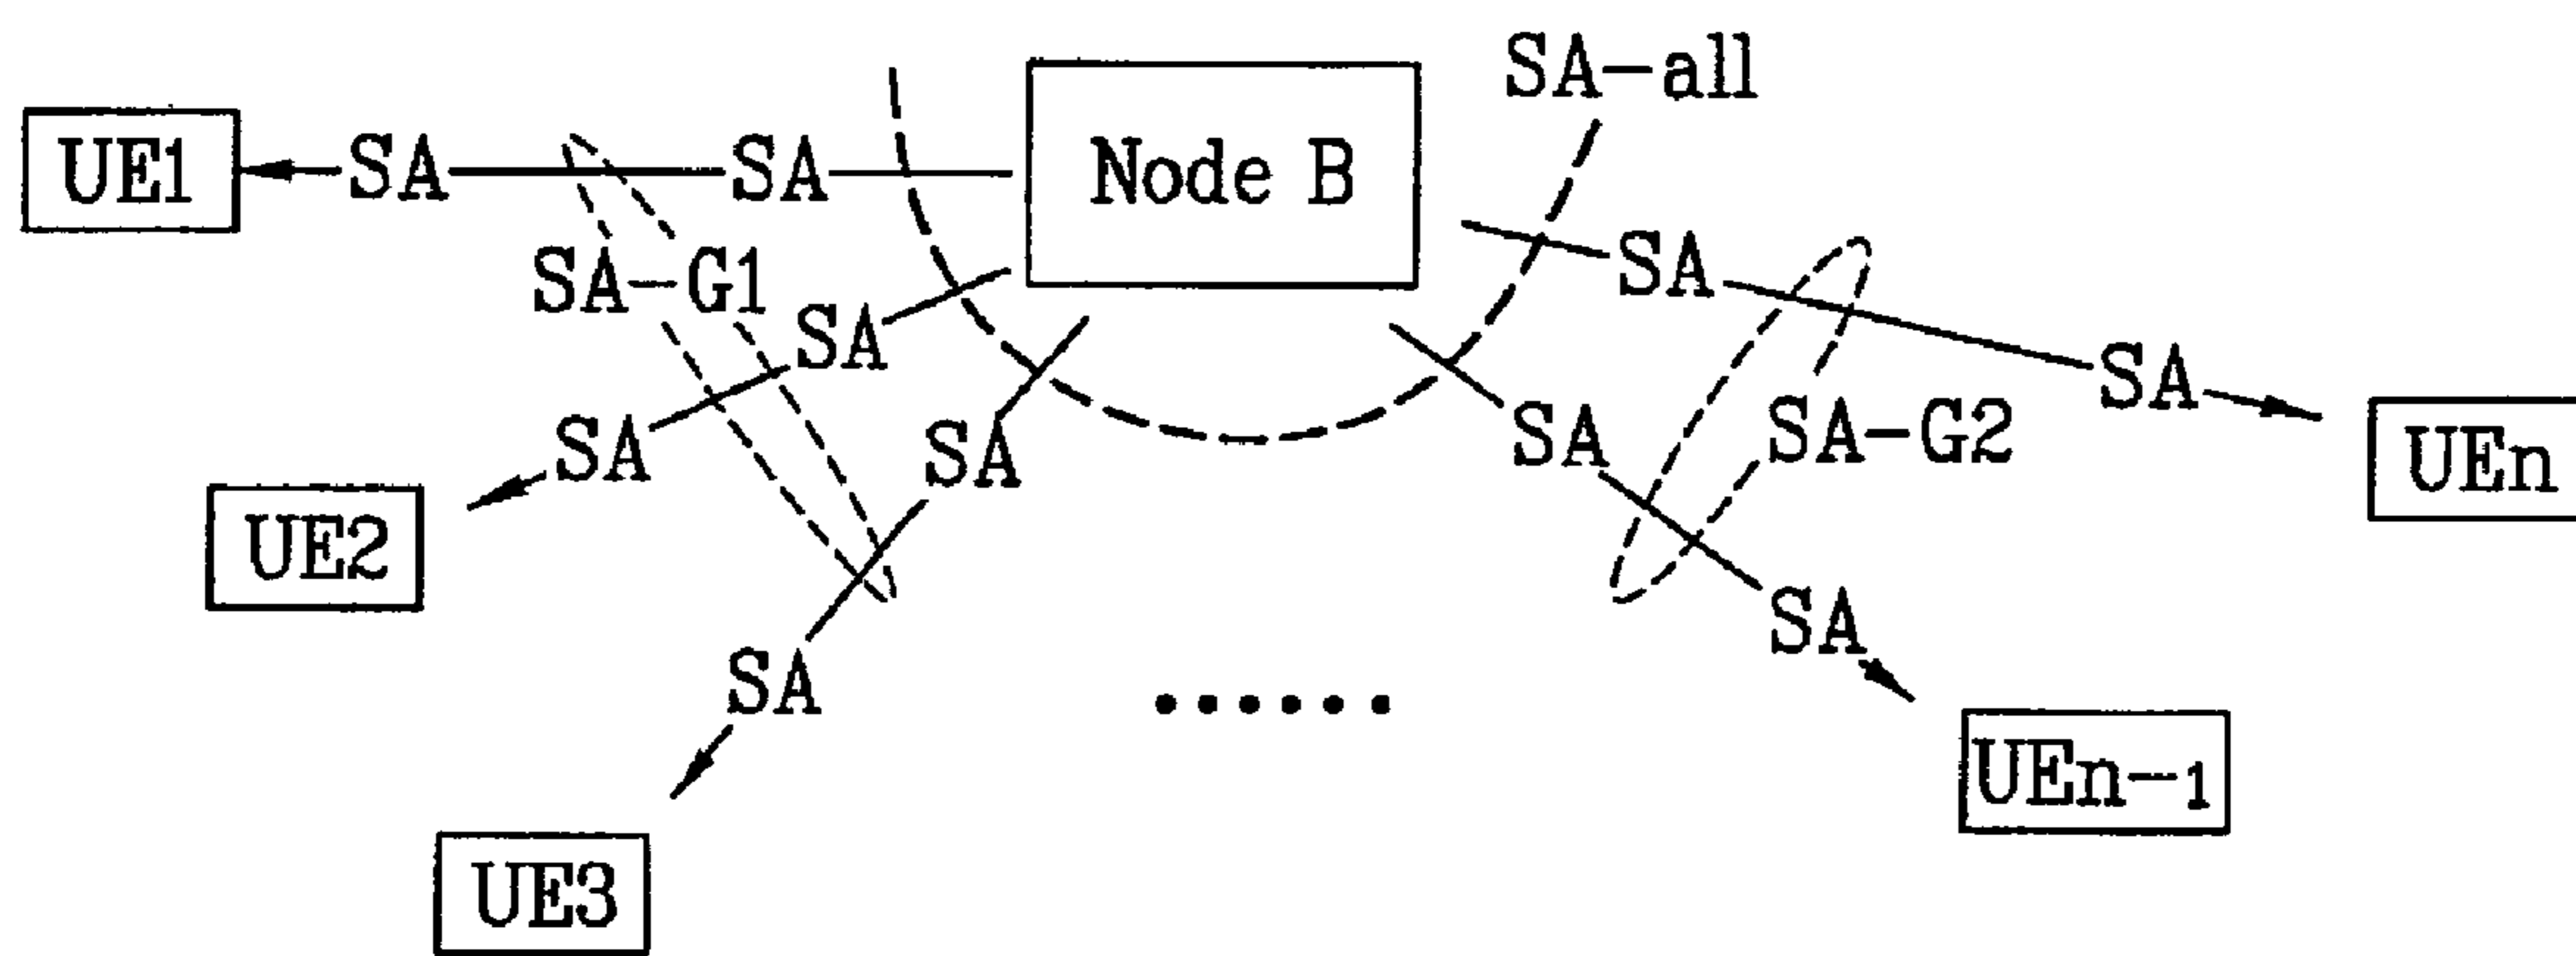 SA-all
UE1
SA
SA
Node B
SA-G1
SA
SA
SA
SA
SA
SA-G2
SA
SA
UEn
UE2
SA
SA
UEn-1
UE3
......